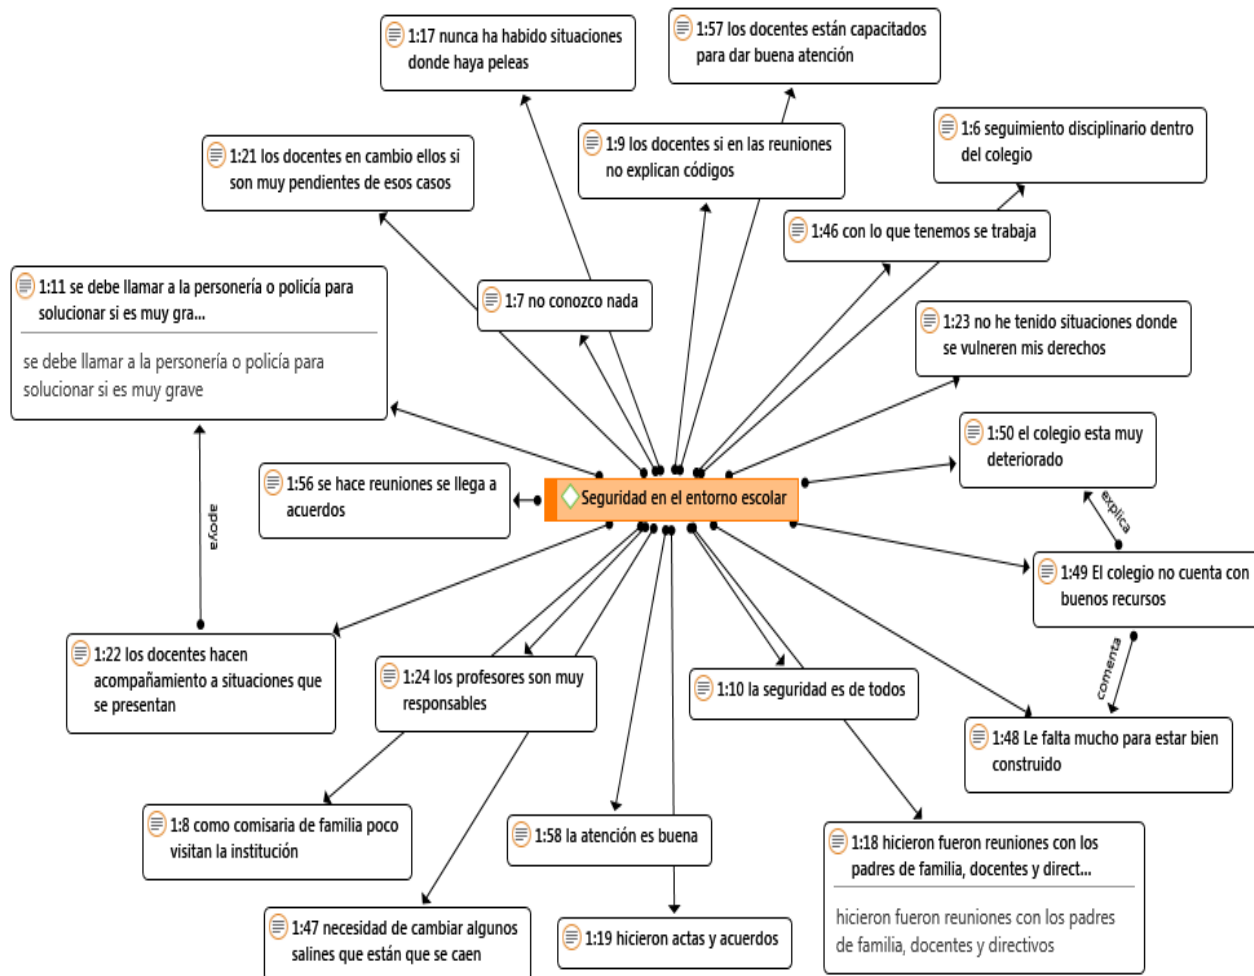 1:17 nunca ha habido situaciones
donde haya peleas
1:57 los docentes están capacitados
para dar buena atención
1:21 los docentes en cambio ellos si
son muy pendientes de esos casos
1:9 los docentes si en las reuniones
no explican códigos
1:6 seguimiento disciplinario dentro
del colegio
1:46 con lo que tenemos se trabaja
1:11 se debe llamar a la personería o policía para
solucionar si es muy gra...
se debe llamar a la personería o policía para
solucionar si es muy grave
1:7 no conozco nada
1:23 no he tenido situaciones donde
se vulneren mis derechos
1:50 el colegio esta muy
deteriorado
1:56 se hace reuniones se llega a
acuerdos
Seguridad en el entorno escolar
apoya
explica
1:49 El colegio no cuenta con
buenos recursos
comenta
1:22 los docentes hacen
acompañamiento a situaciones que
se presentan
1:24 los profesores son muy
responsables
1:10 la seguridad es de todos
1:48 Le falta mucho para estar bien
construido
1:8 como comisaria de familia poco
visitan la institución
1:58 la atención es buena
1:18 hicieron fueron reuniones con los
padres de familia, docentes y direct...
hicieron fueron reuniones con los padres
de familia, docentes y directivos
1:47 necesidad de cambiar algunos
salines que están que se caen
1:19 hicieron actas y acuerdos